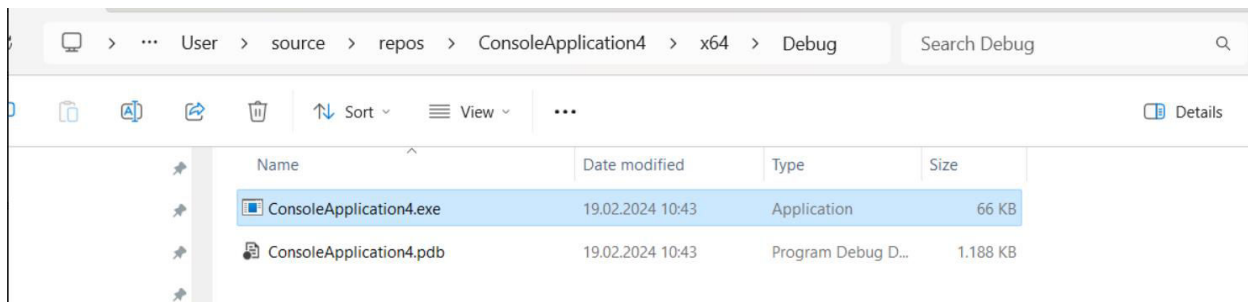 User > source > repos > ConsoleApplication4 > x64 > Debug Search Debug
Sort View Details
Name Date modified Type Size
ConsoleApplication4.exe 19.02.2024 10:43 Application 66 KB
ConsoleApplication4.pdb 19.02.2024 10:43 Program Debug D... 1.188 KB